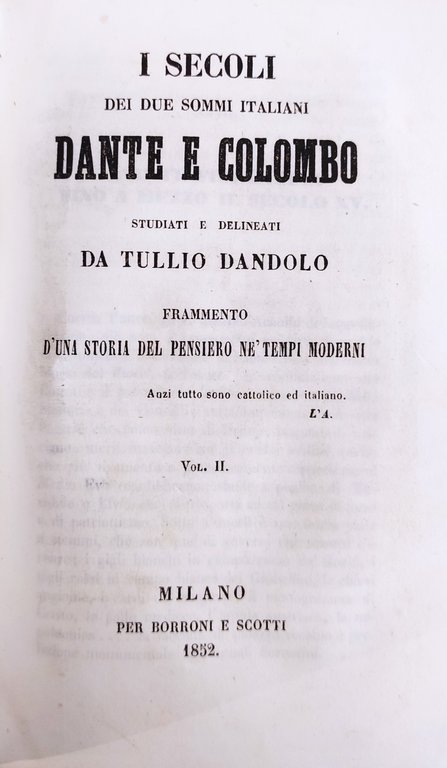 I SECOLI
DEI DUE SOMMI ITALIANI
DANTE E COLOMBO
STUDIATI E DELINEATI
DA TULLIO DANDOLO
FRAMMENTO
D'UNA STORIA DEL PENSIERO NE' TEMPI MODERNI
Anzi tutto sono cattolico ed italiano.
L'A.
VOL. II.
MILANO
PER BORRONI E SCOTTI
1852.